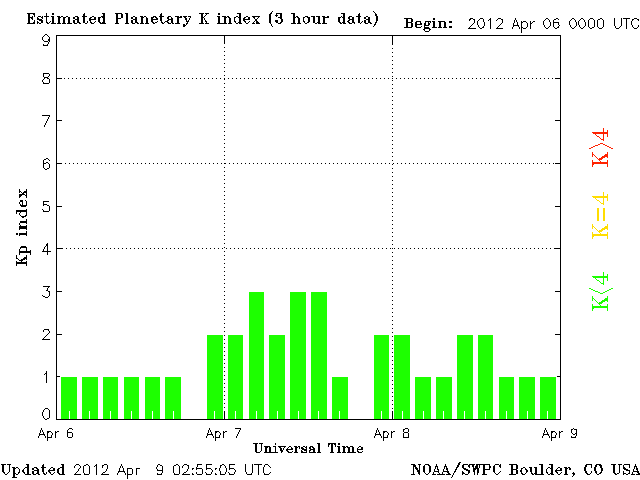 Estimated Planetary K index (3 hour data) Begin: 2012 Apr 06 0000 UTC
9
8
7
6
5
4
3
2
1
0
Kp index
K>4
K=4
K<4
Apr 6 Apr 7 Apr 8 Apr 9
Universal Time
Updated 2012 Apr 9 02:55:05 UTC NOAA/SWPC Boulder, CO USA